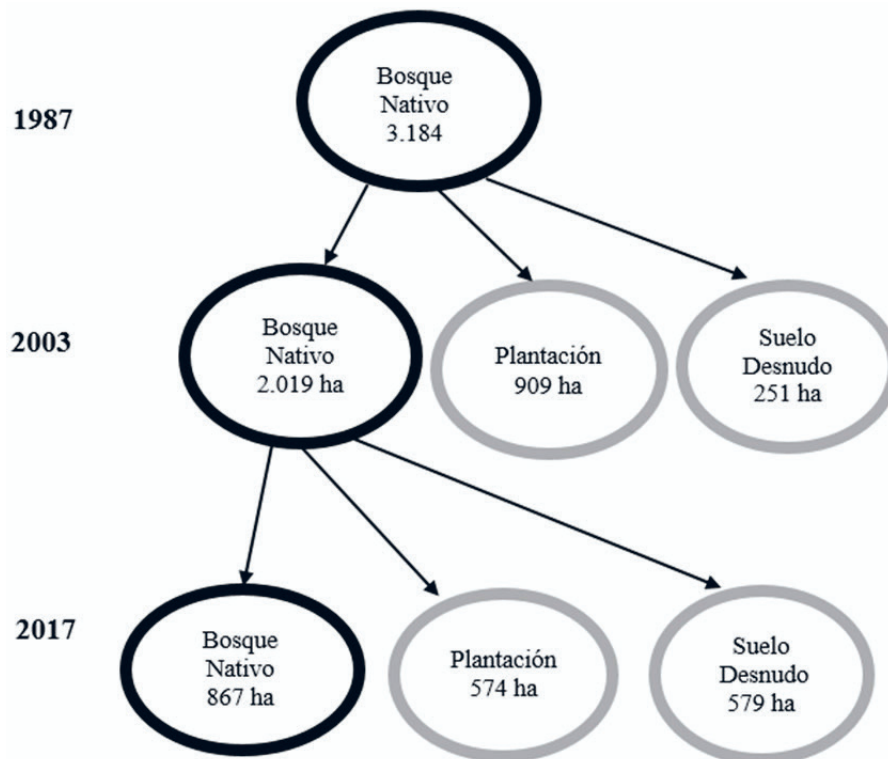 1987
Bosque
Nativo
3.184
2003
Bosque
Nativo
2.019 ha
Plantación
909 ha
Suelo
Desnudo
251 ha
2017
Bosque
Nativo
867 ha
Plantación
574 ha
Suelo
Desnudo
579 ha